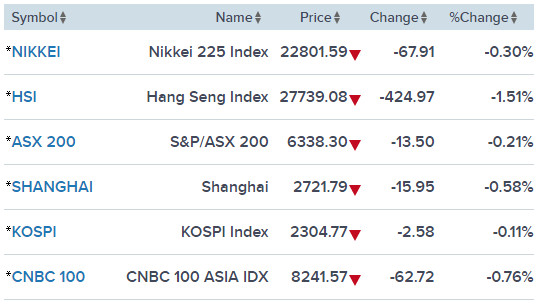 Symbol Name Price Change %Change
*NIKKEI Nikkei 225 Index 22801.59 -67.91 -0.30%
*HSI Hang Seng Index 27739.08 -424.97 -1.51%
*ASX 200 S&P/ASX 200 6338.30 -13.50 -0.21%
*SHANGHAI Shanghai 2721.79 -15.95 -0.58%
*KOSPI KOSPI Index 2304.77 -2.58 -0.11%
*CNBC 100 CNBC 100 ASIA IDX 8241.57 -62.72 -0.76%